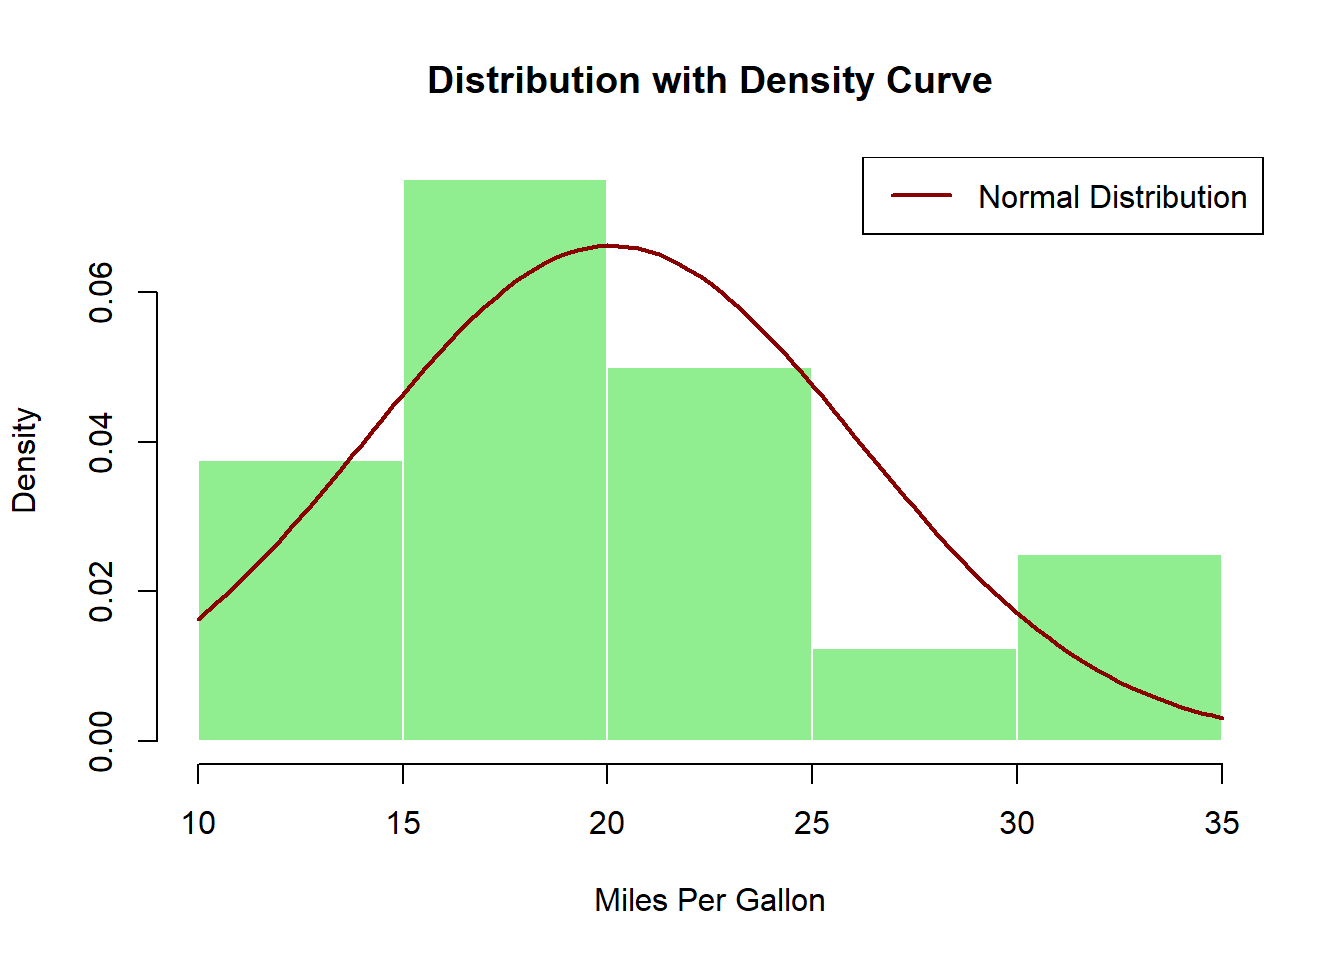 Distribution with Density Curve
Normal Distribution
Density
0.06
0.04
0.02
0.00
10 15 20 25 30 35
Miles Per Gallon